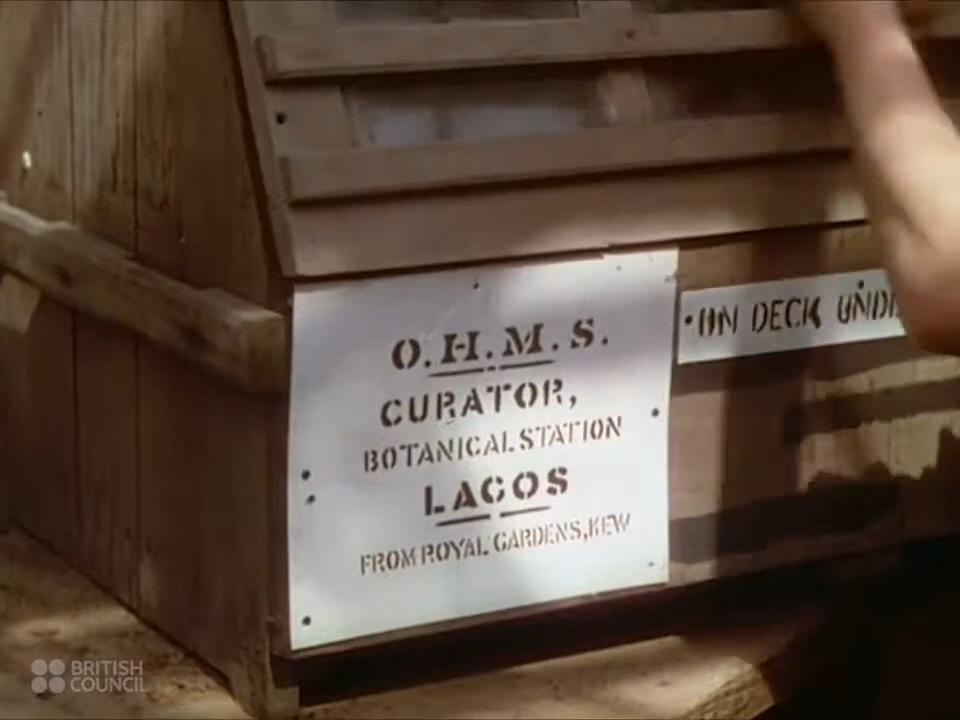 O.H.M.S.
CURATOR,
BOTANICAL STATION
LAGOS
FROM ROYAL GARDENS, KEW
ON DECK
BRITISH
COUNCIL